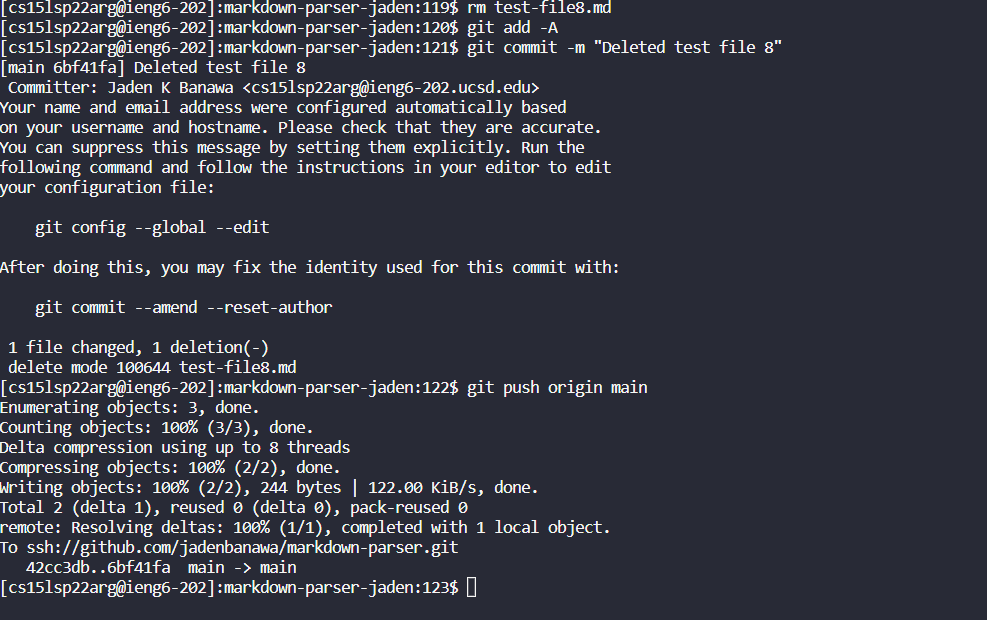 [cs15lsp22arg@ieng6-202]:markdown-parser-jaden:119$ rm test-file8.md
[cs15lsp22arg@ieng6-202]:markdown-parser-jaden:120$ git add -A
[cs15lsp22arg@ieng6-202]:markdown-parser-jaden:121$ git commit -m "Deleted test file 8"
[main 6bf41fa] Deleted test file 8
 Committer: Jaden K Banawa <cs15lsp22arg@ieng6-202.ucsd.edu>
Your name and email address were configured automatically based
on your username and hostname. Please check that they are accurate.
You can suppress this message by setting them explicitly. Run the
following command and follow the instructions in your editor to edit
your configuration file:

    git config --global --edit

After doing this, you may fix the identity used for this commit with:

    git commit --amend --reset-author

 1 file changed, 1 deletion(-)
 delete mode 100644 test-file8.md
[cs15lsp22arg@ieng6-202]:markdown-parser-jaden:122$ git push origin main
Enumerating objects: 3, done.
Counting objects: 100% (3/3), done.
Delta compression using up to 8 threads
Compressing objects: 100% (2/2), done.
Writing objects: 100% (2/2), 244 bytes | 122.00 KiB/s, done.
Total 2 (delta 1), reused 0 (delta 0), pack-reused 0
remote: Resolving deltas: 100% (1/1), completed with 1 local object.
To ssh://github.com/jadenbanawa/markdown-parser.git
   42cc3db..6bf41fa  main -> main
[cs15lsp22arg@ieng6-202]:markdown-parser-jaden:123$